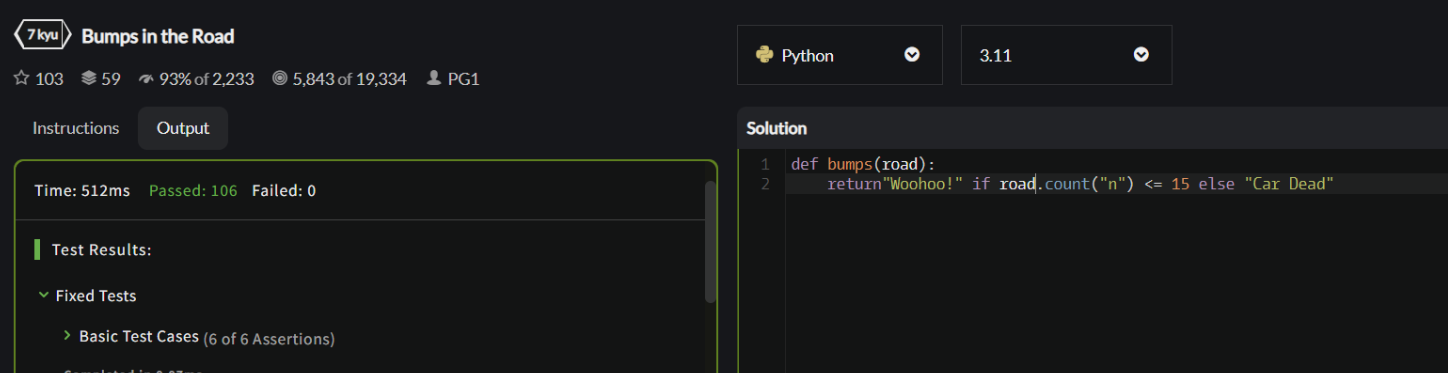 7 kyu Bumps in the Road
103 59 93% of 2,233 5,843 of 19,334 PG1
Python 3.11
Instructions Output
Time: 512ms Passed: 106 Failed: 0
Test Results:
Fixed Tests
Basic Test Cases (6 of 6 Assertions)
Solution
1 def bumps(road):
2 return"Woohoo!" if road.count("n") <= 15 else "Car Dead"